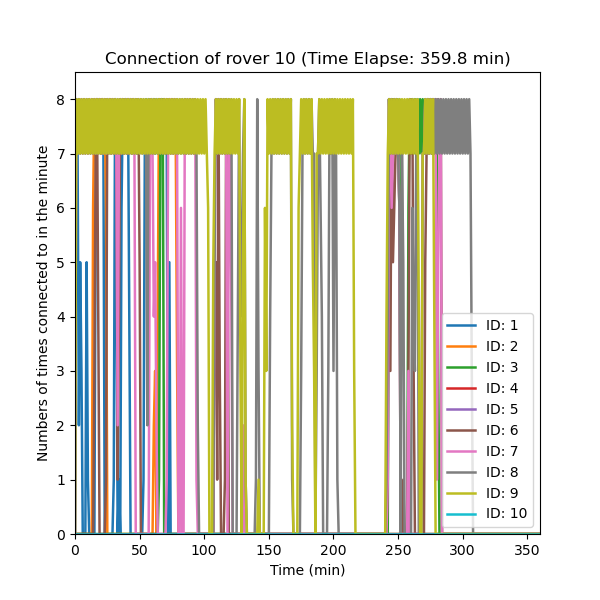 Connection of rover 10 (Time Elapse: 359.8 min)
Numbers of times connected to in the minute
8
7
6
5
4
3
2
1
0
ID: 1
ID: 2
ID: 3
ID: 4
ID: 5
ID: 6
ID: 7
ID: 8
ID: 9
ID: 10
0 50 100 150 200 250 300 350
Time (min)